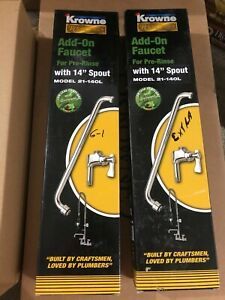 Krowne
Add-On
Faucet
For Pre-Rinse
with 14" Spout
MODEL 21-140L
G-1
"BUILT BY CRAFTSMEN,
LOVED BY PLUMBERS"
Krowne
Add-On
Faucet
For Pre-Rinse
with 14" Spout
MODEL 21-140L
ExtrA
"BUILT BY CRAFTSMEN,
LOVED BY PLUMBERS"